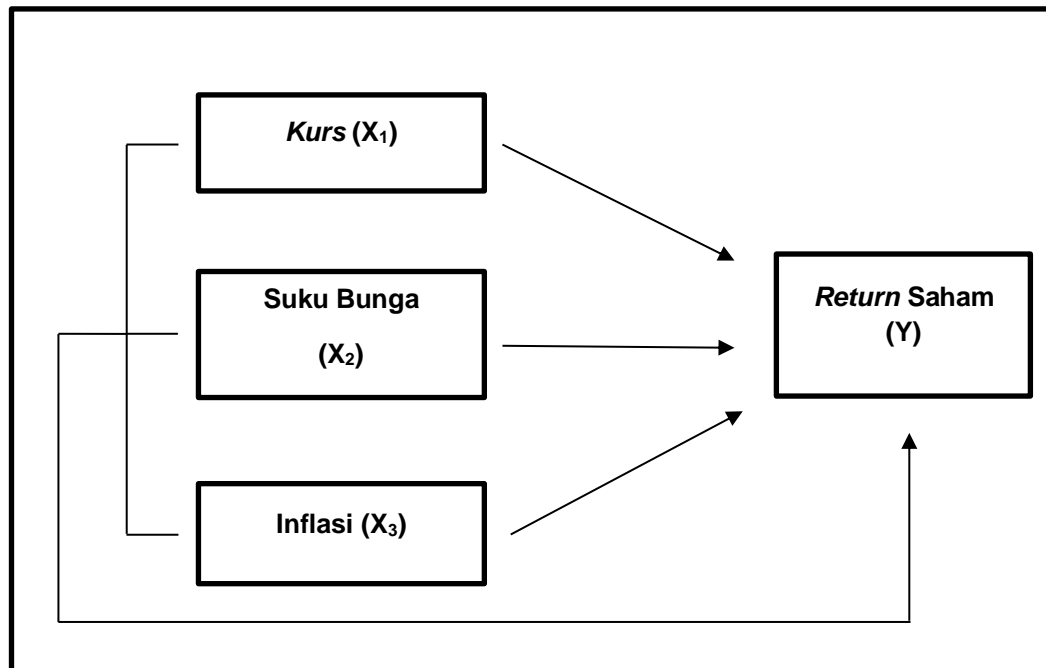 Kurs (X₁)
Suku Bunga
(X₂)
Inflasi (X₃)
Return Saham
(Y)